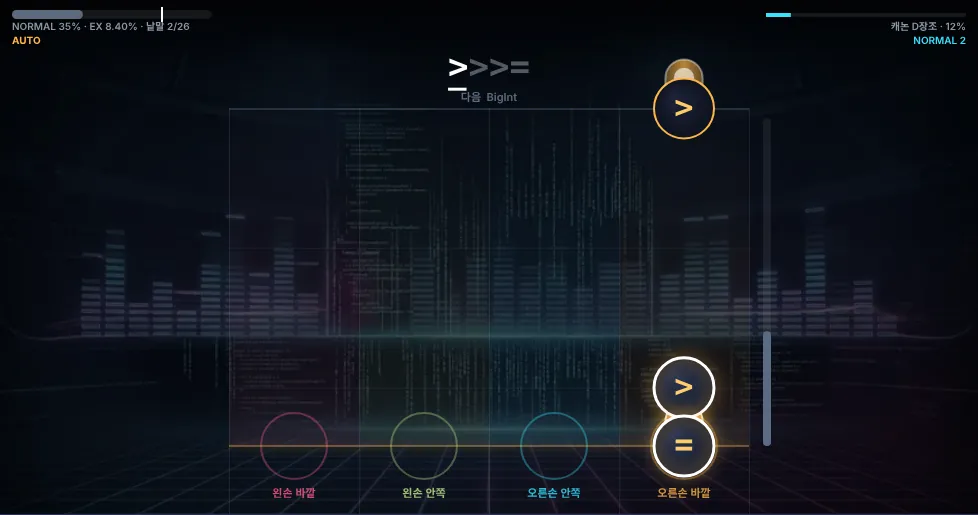 NORMAL 35% · EX 8.40% · 낱말 2/26
AUTO
캐논 D장조 · 12%
NORMAL 2
>>>=
다음 BigInt
>
>
=
왼손 바깥
왼손 안쪽
오른손 안쪽
오른손 바깥